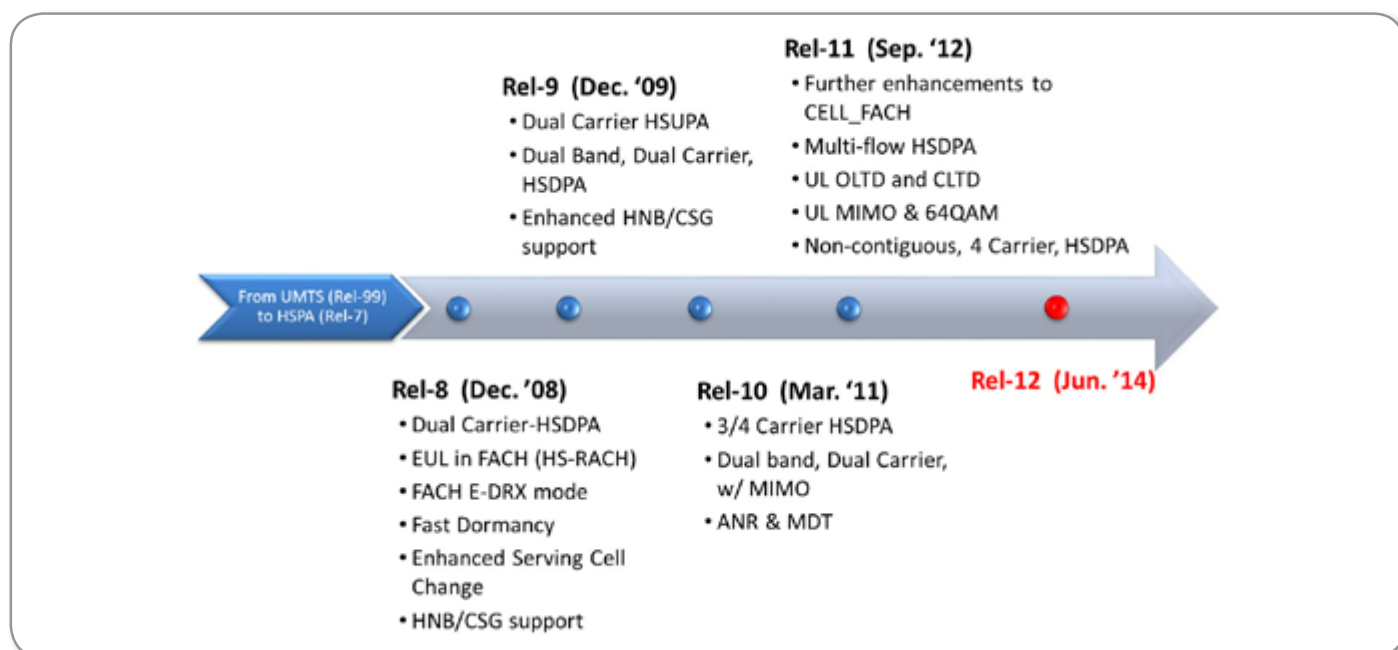 Rel-11 (Sep. '12)
• Further enhancements to
CELL_FACH
• Multi-flow HSDPA
• UL OLTD and CLTD
• UL MIMO & 64QAM
• Non-contiguous, 4 Carrier, HSDPA
Rel-9 (Dec. '09)
• Dual Carrier HSUPA
• Dual Band, Dual Carrier,
HSDPA
• Enhanced HNB/CSG
support
From UMTS (Rel-99)
to HSPA (Rel-7)
Rel-8 (Dec. '08)
• Dual Carrier-HSDPA
• EUL in FACH (HS-RACH)
• FACH E-DRX mode
• Fast Dormancy
• Enhanced Serving Cell
Change
• HNB/CSG support
Rel-10 (Mar. '11)
• 3/4 Carrier HSDPA
• Dual band, Dual Carrier,
w/ MIMO
• ANR & MDT
Rel-12 (Jun. '14)